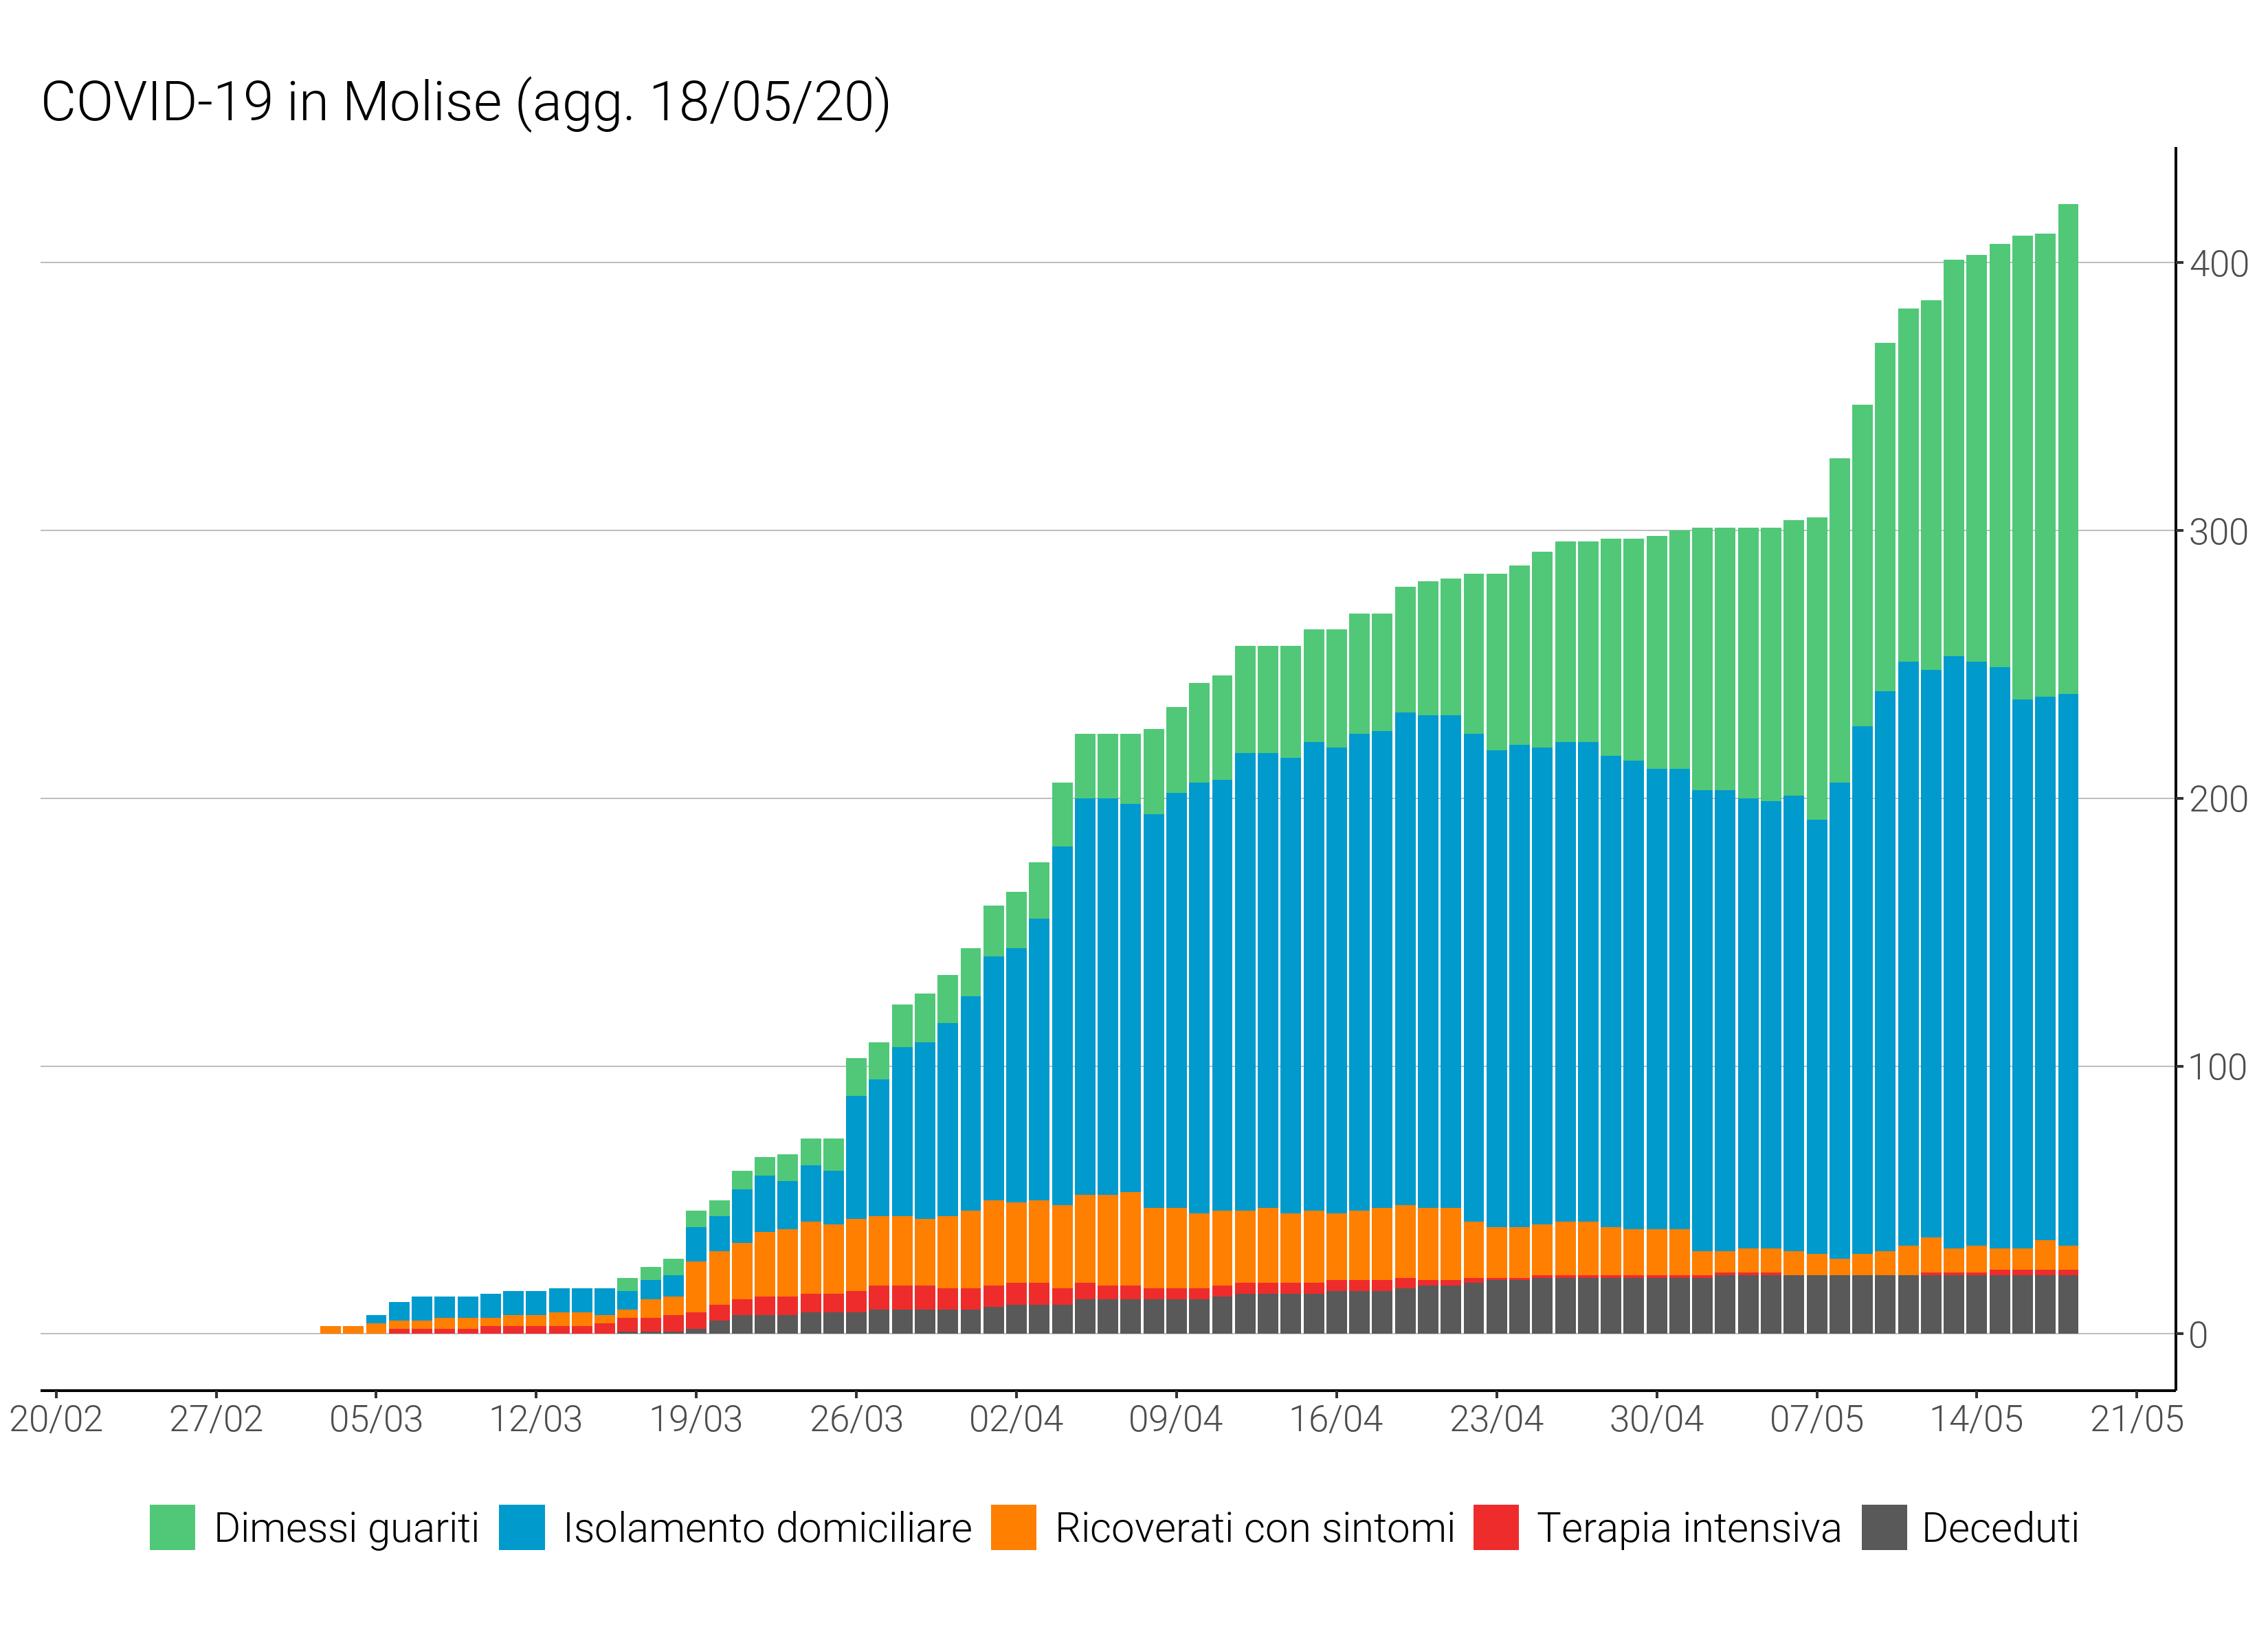 COVID-19 in Molise (agg. 18/05/20)
400
300
200
100
0
20/02 27/02 05/03 12/03 19/03 26/03 02/04 09/04 16/04 23/04 30/04 07/05 14/05 21/05
Dimessi guariti Isolamento domiciliare Ricoverati con sintomi Terapia intensiva Deceduti